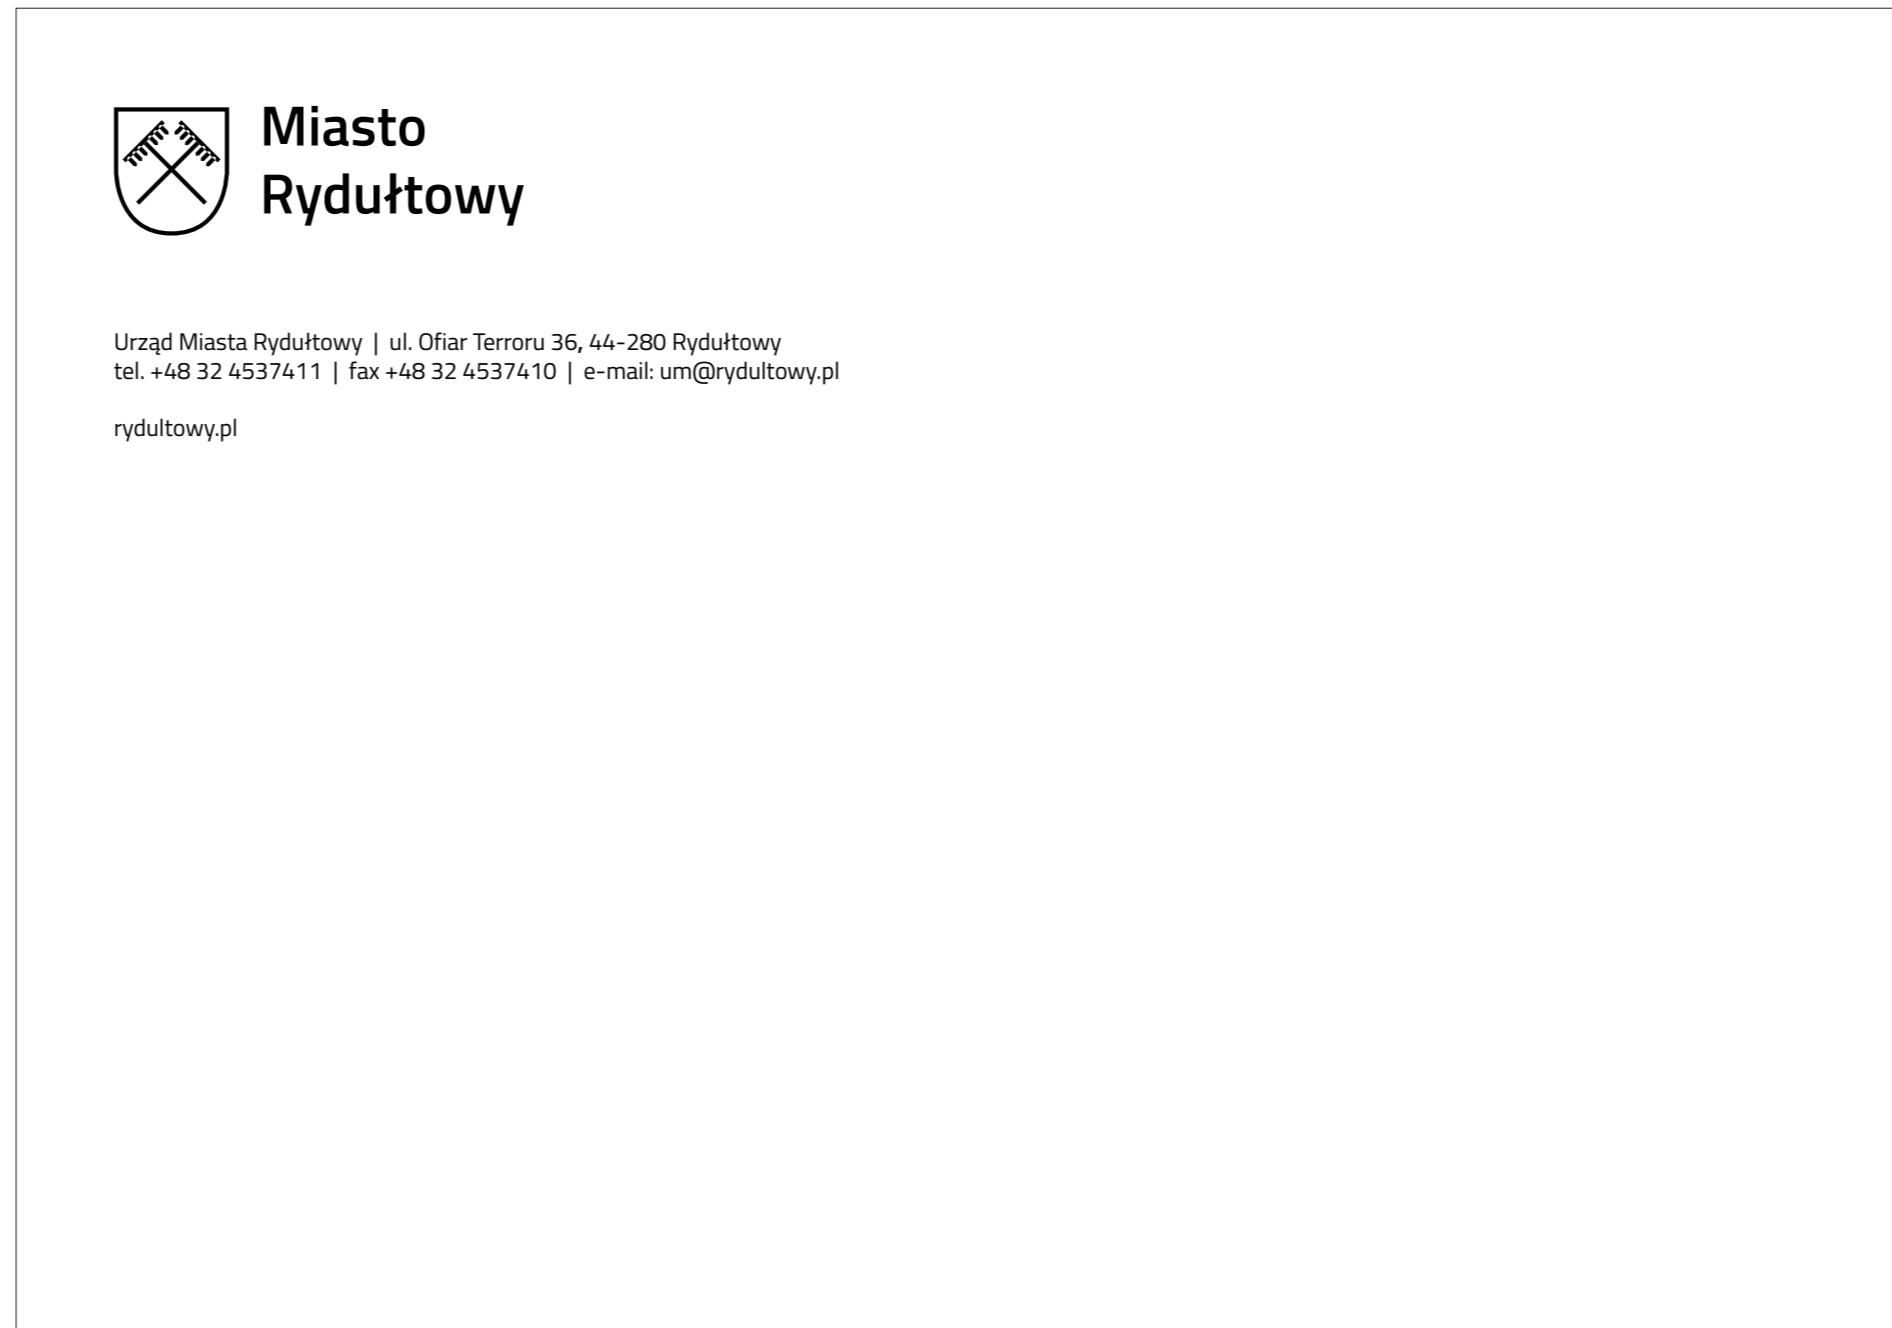 Miasto
Rydułtowy
Urząd Miasta Rydułtowy | ul. Ofiar Terroru 36, 44-280 Rydułtowy
tel. +48 32 4537411 | fax +48 32 4537410 | e-mail: um@rydultowy.pl
rydultowy.pl